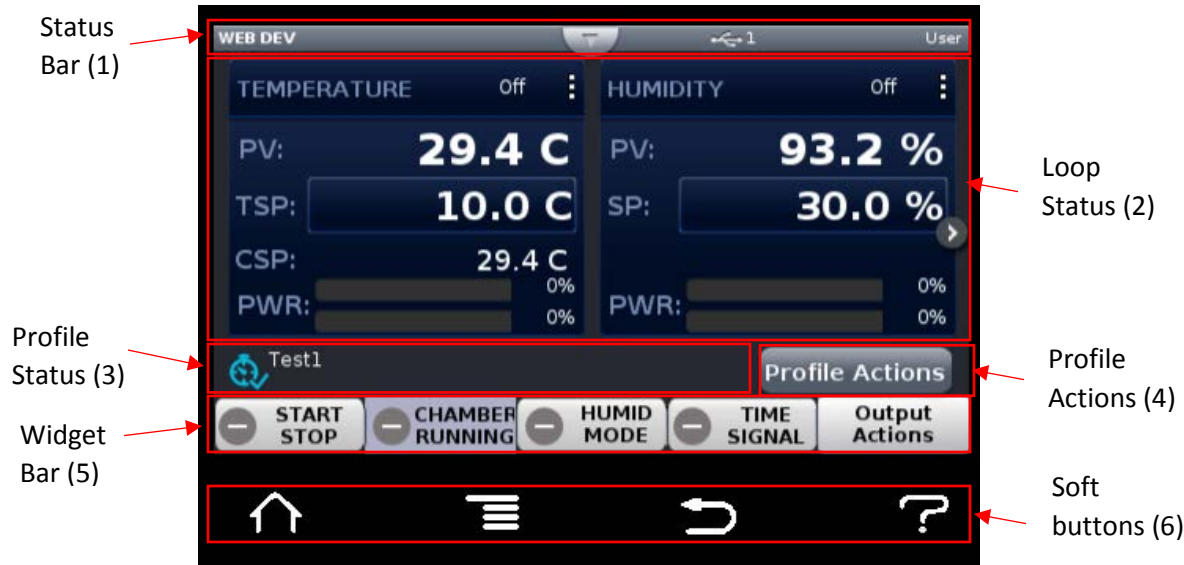 Status
Bar (1)
WEB DEV
1
User
TEMPERATURE
Off
HUMIDITY
Off
PV:
29.4 C
PV:
93.2 %
TSP:
10.0 C
SP:
30.0 %
CSP:
29.4 C
PWR:
0%
0%
PWR:
0%
0%
Loop
Status (2)
Profile
Status (3)
Test1
Profile Actions
Profile
Actions (4)
Widget
Bar (5)
START
STOP
CHAMBER
RUNNING
HUMID
MODE
TIME
SIGNAL
Output
Actions
Soft
buttons (6)